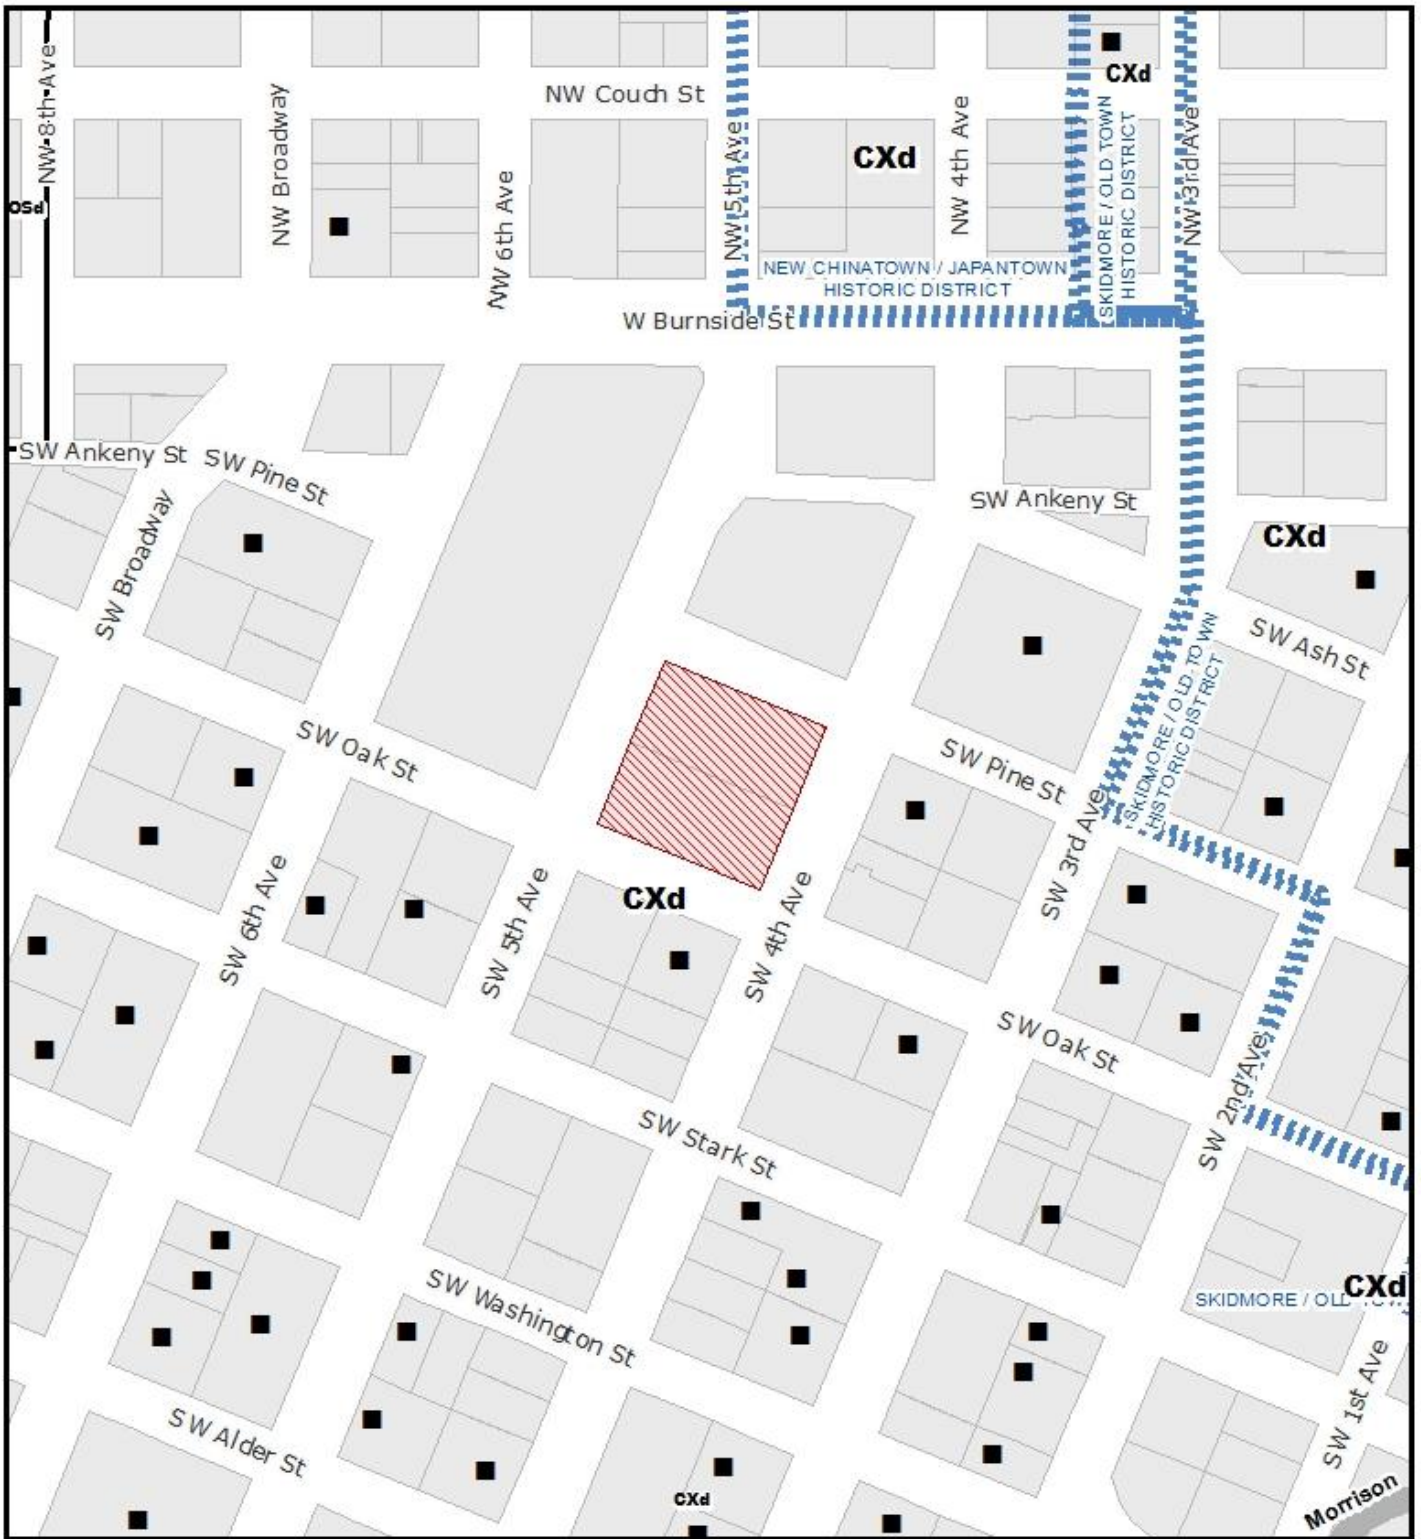 CXd
NW Couch St
NW 8th Ave
NW Broadway
NW 6th Ave
NW 5th Ave
CXd
NW 4th Ave
SKIDMORE / OLD TOWN
HISTORIC DISTRICT
NW 3rd Ave
OSd
NEW CHINATOWN / JAPANTOWN
HISTORIC DISTRICT
W Burnside St
SW Ankeny St
SW Pine St
SW Ankeny St
SW Broadway
CXd
SW Ash St
SKIDMORE / OLD TOWN
HISTORIC DISTRICT
SW Oak St
SW Pine St
SW 3rd Ave
CXd
SW 6th Ave
SW 5th Ave
SW 4th Ave
SW Oak St
SW 2nd Ave
SW Stark St
SW Washington St
CXd
SKIDMORE / OLD TOWN
SW 1st Ave
SW Alder St
CXd
Morrison